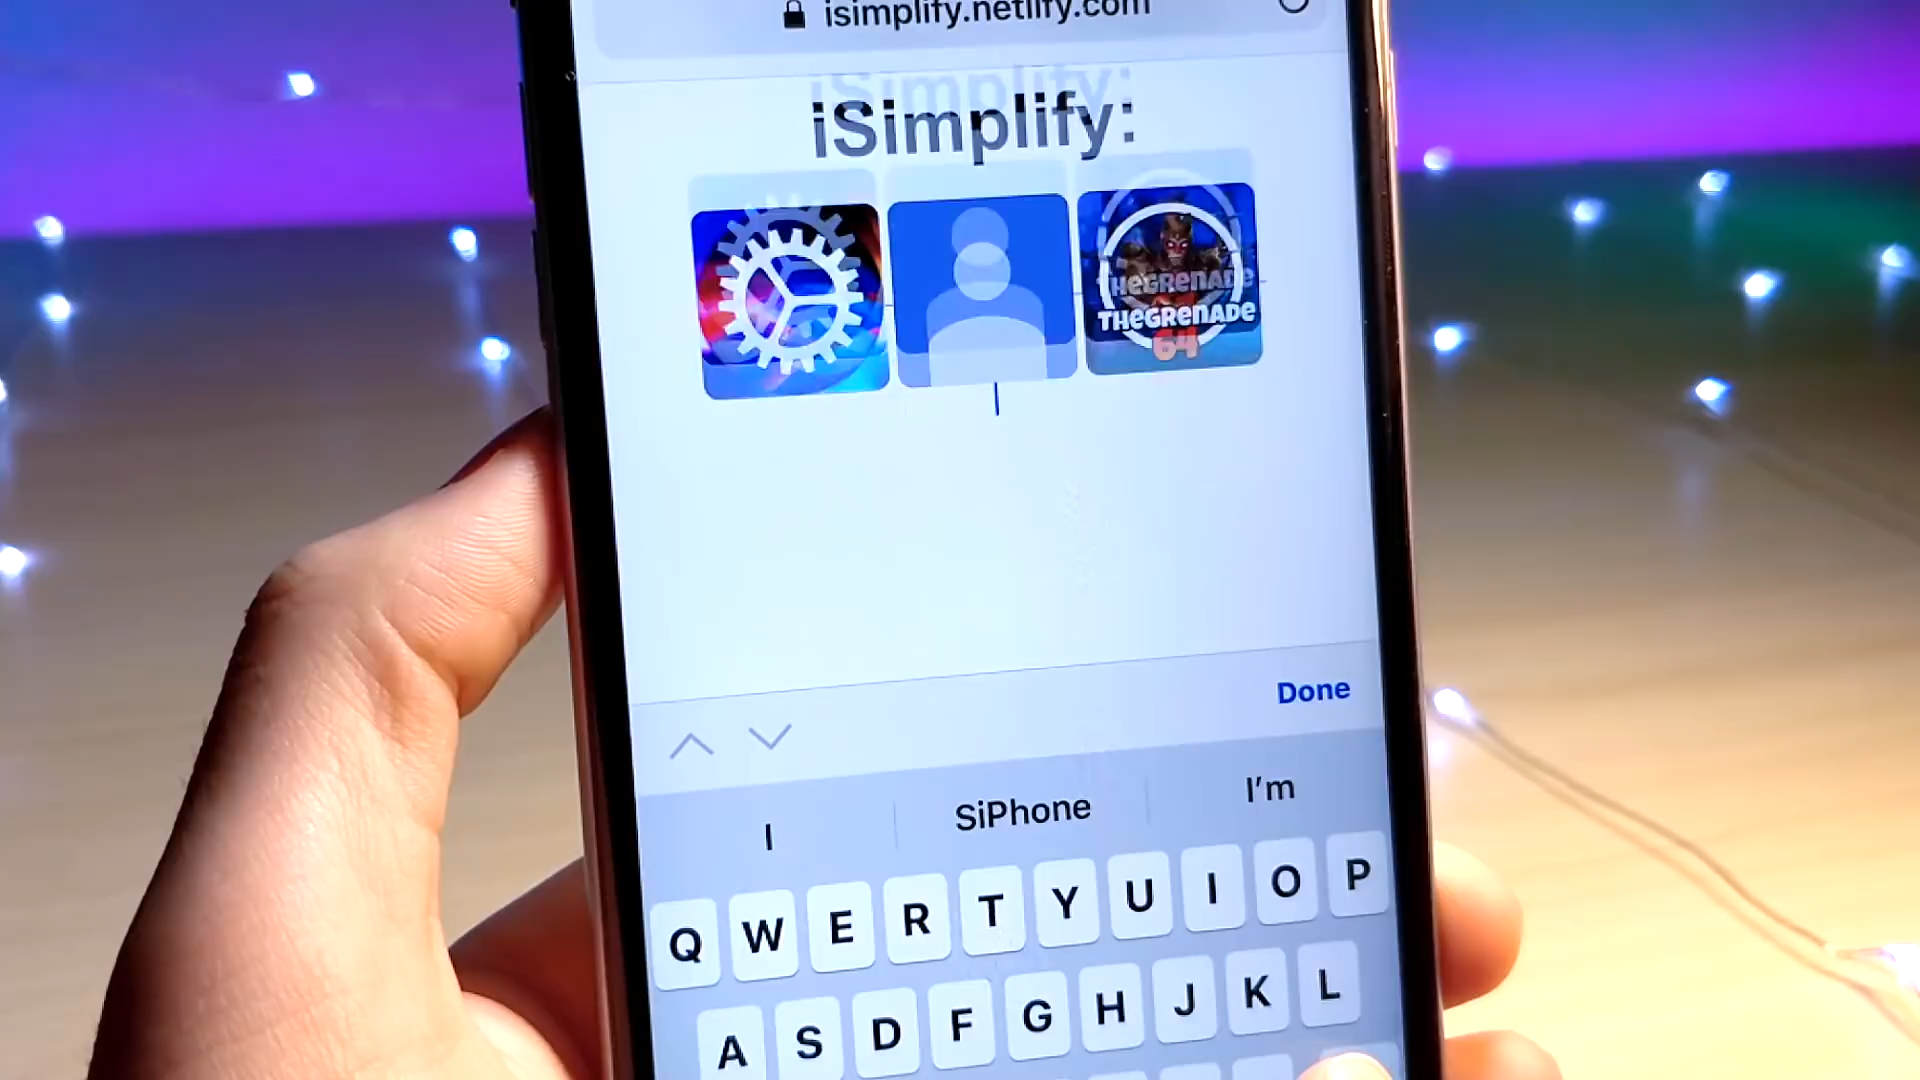 isimplify.netlify.com
iSimplify:
THEGRENADE
THEGRENADE
64
Done
I
SiPhone
I'm
Q W E R T Y U I O P
A S D F G H J K L